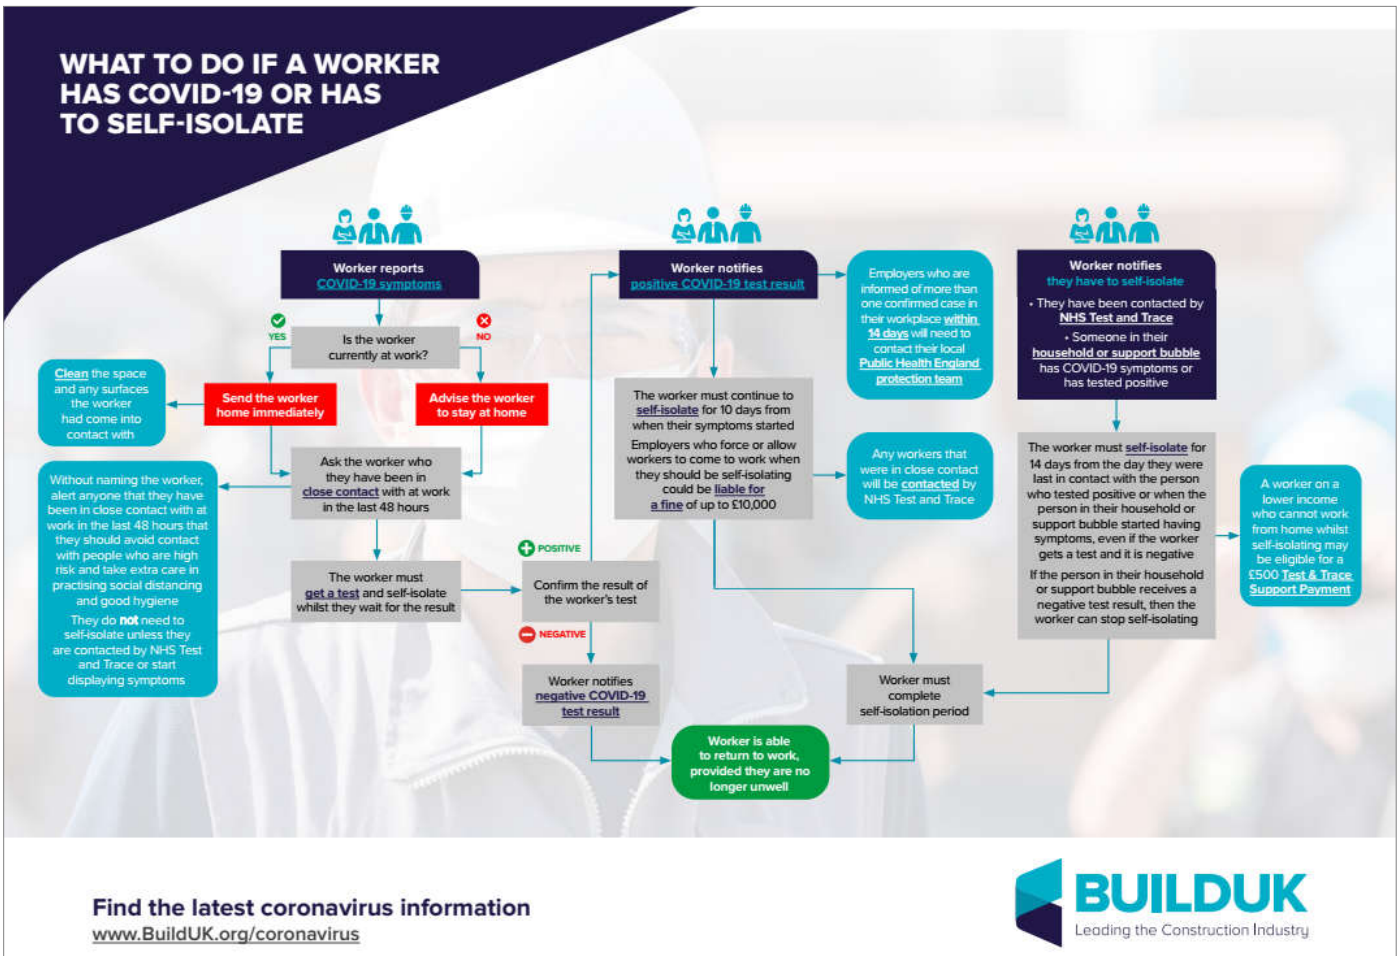 WHAT TO DO IF A WORKER
HAS COVID-19 OR HAS
TO SELF-ISOLATE
Worker reports
COVID-19 symptoms
YES
NO
Is the worker
currently at work?
Clean the space
and any surfaces
the worker
had come into
contact with
Send the worker
home immediately
Advise the worker
to stay at home
Ask the worker who
they have been in
close contact with at work
in the last 48 hours
Without naming the worker,
alert anyone that they have
been in close contact with at
work in the last 48 hours that
they should avoid contact
with people who are high
risk and take extra care in
practising social distancing
and good hygiene
They do not need to
self-isolate unless they
are contacted by NHS Test
and Trace or start
displaying symptoms
The worker must
get a test and self-isolate
whilst they wait for the result
POSITIVE
Confirm the result of
the worker's test
NEGATIVE
Worker notifies
negative COVID-19
test result
Worker notifies
positive COVID-19 test result
Employers who are
informed of more than
one confirmed case in
their workplace within
14 days will need to
contact their local
Public Health England
protection team
The worker must continue to
self-isolate for 10 days from
when their symptoms started
Employers who force or allow
workers to come to work when
they should be self-isolating
could be liable for
a fine of up to £10,000
Any workers that
were in close contact
will be contacted by
NHS Test and Trace
Worker notifies
they have to self-isolate
• They have been contacted by
NHS Test and Trace
• Someone in their
household or support bubble
has COVID-19 symptoms or
has tested positive
The worker must self-isolate for
14 days from the day they were
last in contact with the person
who tested positive or when the
person in their household or
support bubble started having
symptoms, even if the worker
gets a test and it is negative
If the person in their household
or support bubble receives a
negative test result, then the
worker can stop self-isolating
A worker on a
lower income
who cannot work
from home whilst
self-isolating may
be eligible for a
£500 Test & Trace
Support Payment
Worker must
complete
self-isolation period
Worker is able
to return to work,
provided they are no
longer unwell
Find the latest coronavirus information
www.BuildUK.org/coronavirus
BUILDUK
Leading the Construction Industry